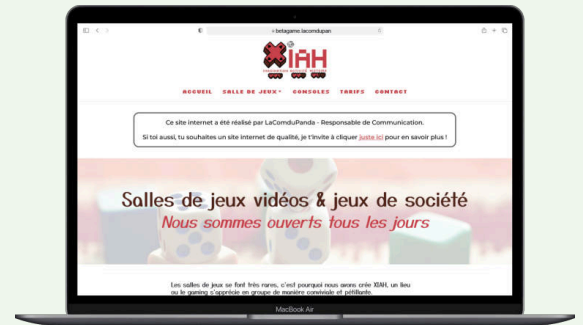 betagame.lacomdupan
XIAH
ACCUEIL SALLE DE JEUX CONSOLES TARIFS CONTACT
Ce site internet a été réalisé par LaComduPanda - Responsable de Communication.
Si toi aussi, tu souhaites un site internet de qualité, je t'invite à cliquer juste ici pour en savoir plus !
Salles de jeux vidéos & jeux de société
Nous sommes ouverts tous les jours
Les salles de jeux se font très rares, c'est pourquoi nous avons crée XIAH, un lieu
ou le gaming s'apprécie en groupe de manière conviviale et pétillante.
MacBook Air